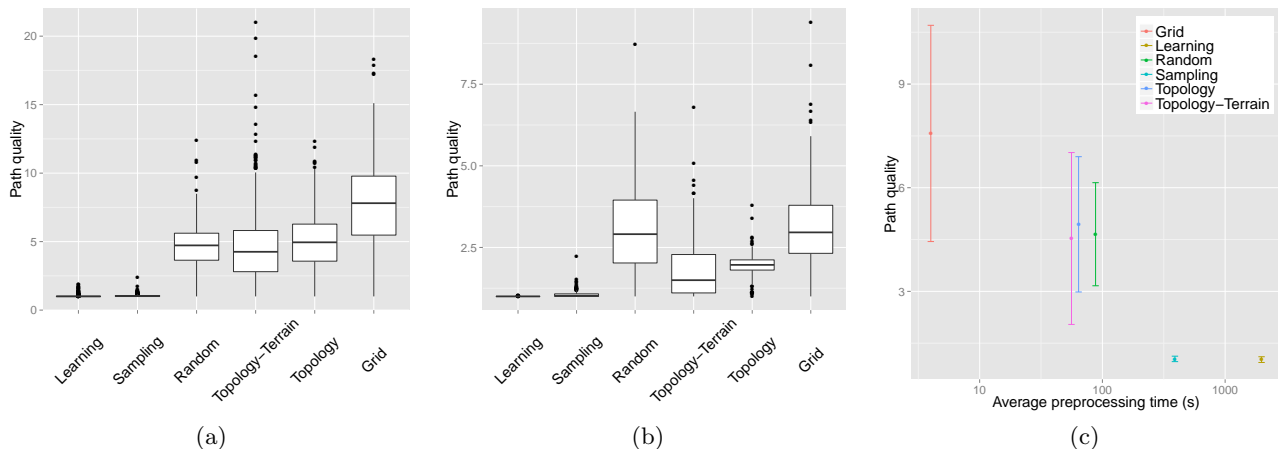 20
15
10
5
0
Path quality
Learning
Sampling
Random
Topology−Terrain
Topology
Grid
(a)
7.5
5.0
2.5
Path quality
Learning
Sampling
Random
Topology−Terrain
Topology
Grid
(b)
9
6
3
Path quality
Grid
Learning
Random
Sampling
Topology
Topology−Terrain
10
100
1000
Average preprocessing time (s)
(c)